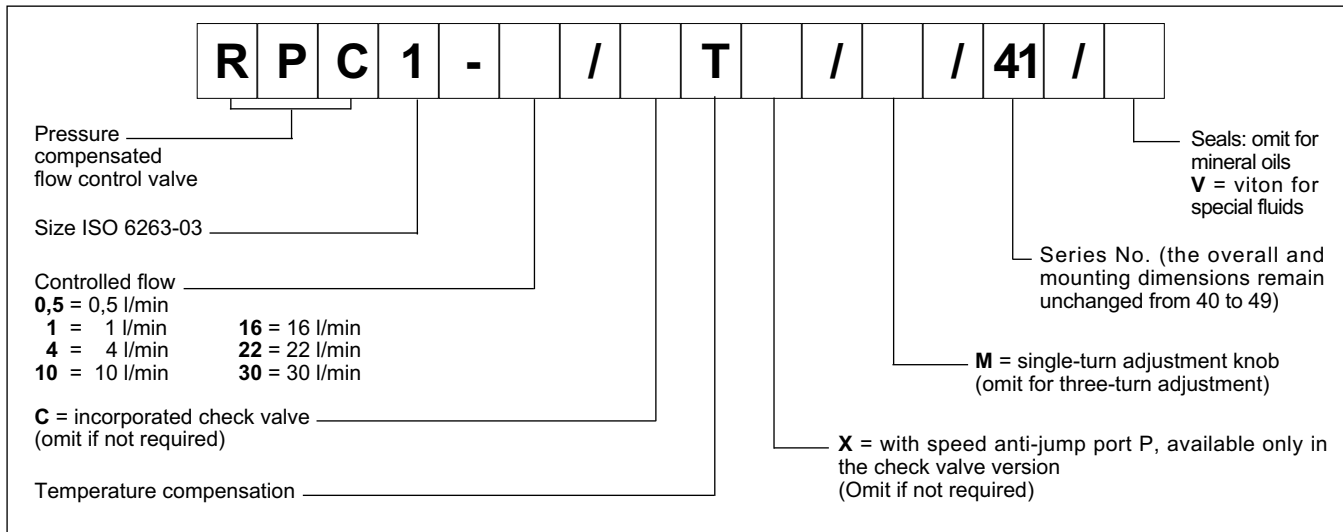 R P C 1 - / T / / 41 /
Pressure
compensated
flow control valve
Size ISO 6263-03
Controlled flow
0,5 = 0,5 l/min
1 = 1 l/min 16 = 16 l/min
4 = 4 l/min 22 = 22 l/min
10 = 10 l/min 30 = 30 l/min
C = incorporated check valve
(omit if not required)
Temperature compensation
Seals: omit for
mineral oils
V = viton for
special fluids
Series No. (the overall and
mounting dimensions remain
unchanged from 40 to 49)
M = single-turn adjustment knob
(omit for three-turn adjustment)
X = with speed anti-jump port P, available only in
the check valve version
(Omit if not required)